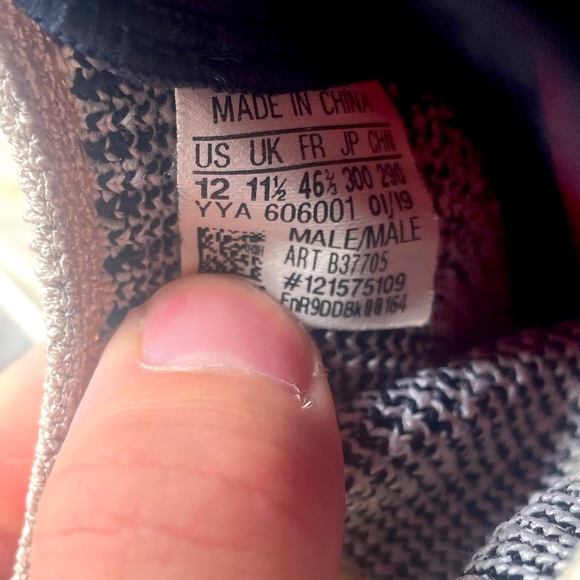 MADE IN CHINA
US UK FR JP CHN
12 11½ 46⅔ 300 290
YYA 606001 01/19
MALE/MALE
ART B37705
#121575109